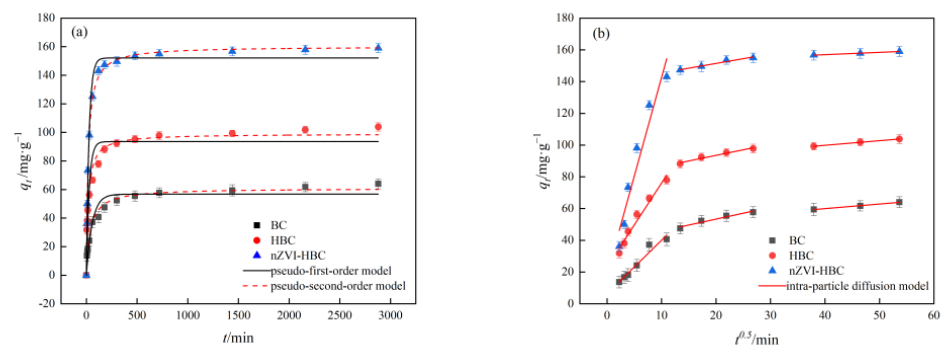 (a)
180
160
140
120
100
80
60
40
20
0
-20
qt/mg·g⁻¹
BC
HBC
nZVI-HBC
pseudo-first-order model
pseudo-second-order model
0 500 1000 1500 2000 2500 3000
t/min
(b)
180
160
140
120
100
80
60
40
20
0
qt/mg·g⁻¹
BC
HBC
nZVI-HBC
intra-particle diffusion model
0 10 20 30 40 50 60
t⁰·⁵/min